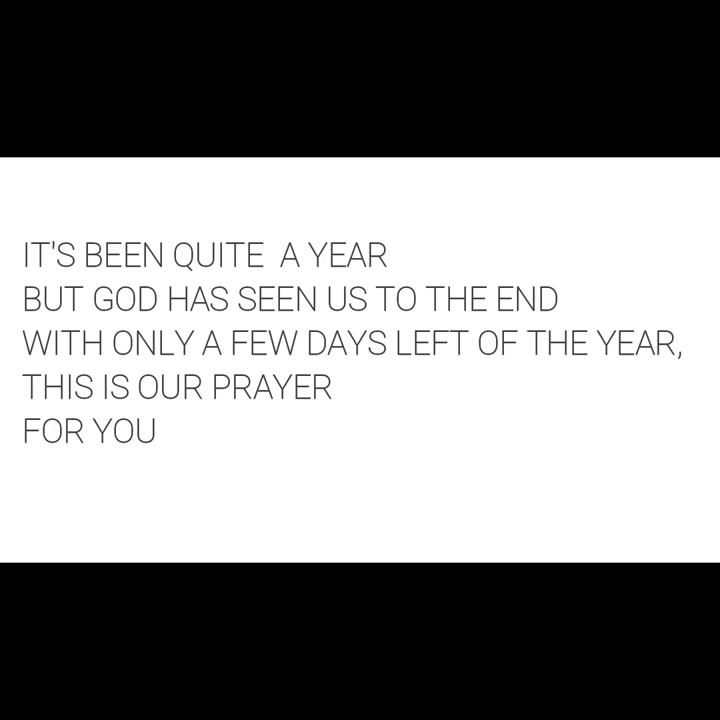 IT'S BEEN QUITE  A YEAR
BUT GOD HAS SEEN US TO THE END
WITH ONLY A FEW DAYS LEFT OF THE YEAR,
THIS IS OUR PRAYER
FOR YOU